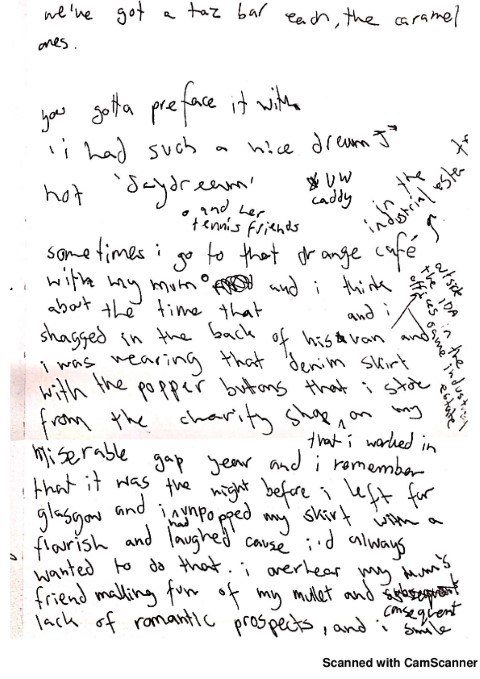 we've got a taz bar each, the caramel
ones.
you gotta preface it with
'i had such a nice dream J'
not 'daydream'
* VW
caddy
in the
industrial estate
and her
tennis friends
sometimes i go to that orange café
with my mum and i think
about the time that and i
shagged in the back of his van and
outside
the IDA
offices
in the
same industrial
estate
i was wearing that denim skirt
with the popper buttons that i stole
from the charity shop on my
that i worked in
miserable gap year and i remember
that it was the night before i left for
glasgow and i unpopped my skirt with a
had
flourish and laughed cause i'd always
wanted to do that. i overhear my mum's
friend making fun of my mullet and
consequent
lack of romantic prospects, and i smile
Scanned with CamScanner